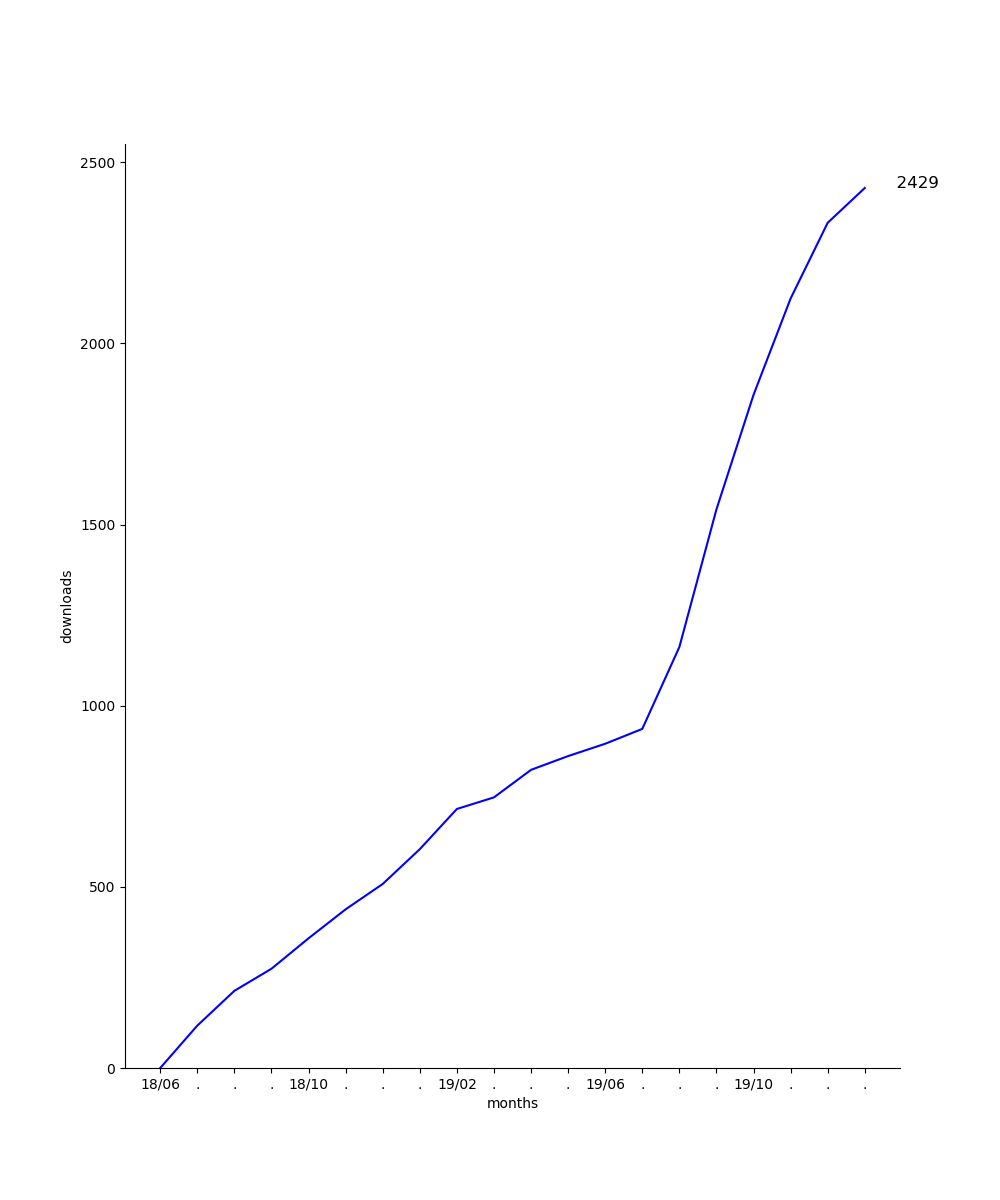 2500
2429
2000
1500
downloads
1000
500
0
18/06 . . . 18/10 . . . 19/02 . . . 19/06 . . . 19/10 . . .
months